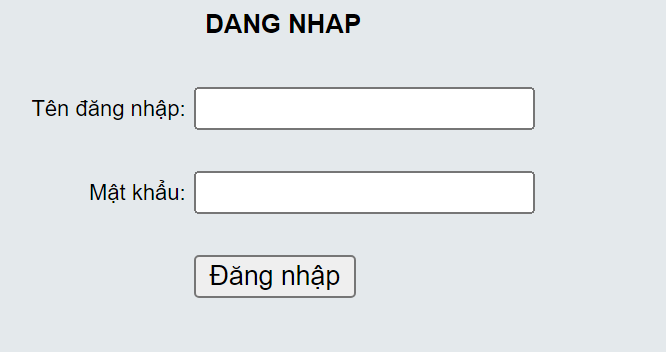 DANG NHAP
Tên đăng nhập:
Mật khẩu:
Đăng nhập